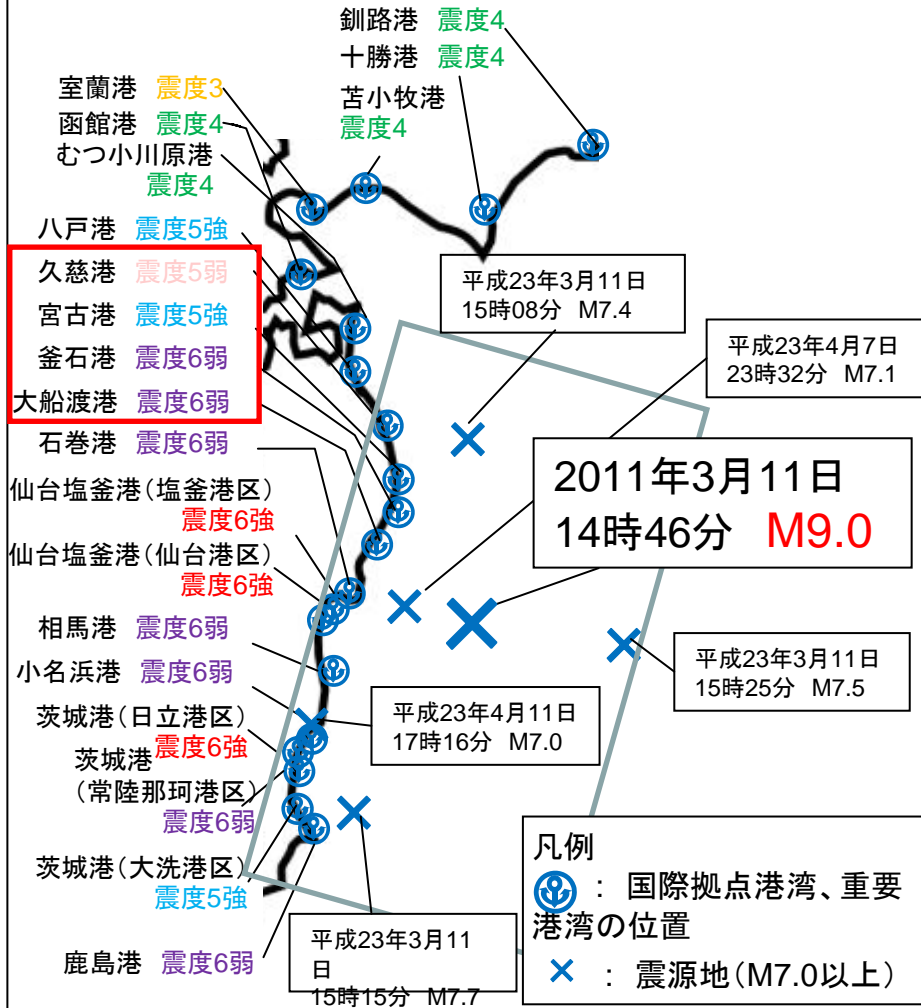 釧路港 震度4
十勝港 震度4
室蘭港 震度3
苫小牧港
震度4
函館港 震度4
むつ小川原港
震度4
八戸港 震度5強
久慈港 震度5弱
宮古港 震度5強
釜石港 震度6弱
大船渡港 震度6弱
石巻港 震度6弱
仙台塩釜港(塩釜港区)
震度6強
仙台塩釜港(仙台港区)
震度6強
相馬港 震度6弱
小名浜港 震度6弱
茨城港(日立港区)
震度6強
茨城港
(常陸那珂港区)
震度6弱
茨城港(大洗港区)
震度5強
鹿島港 震度6弱
平成23年3月11日
15時08分 M7.4
平成23年4月7日
23時32分 M7.1
2011年3月11日
14時46分 M9.0
平成23年3月11日
15時25分 M7.5
平成23年4月11日
17時16分 M7.0
平成23年3月11
日
15時15分 M7.7
凡例
: 国際拠点港湾、重要
港湾の位置
: 震源地(M7.0以上)